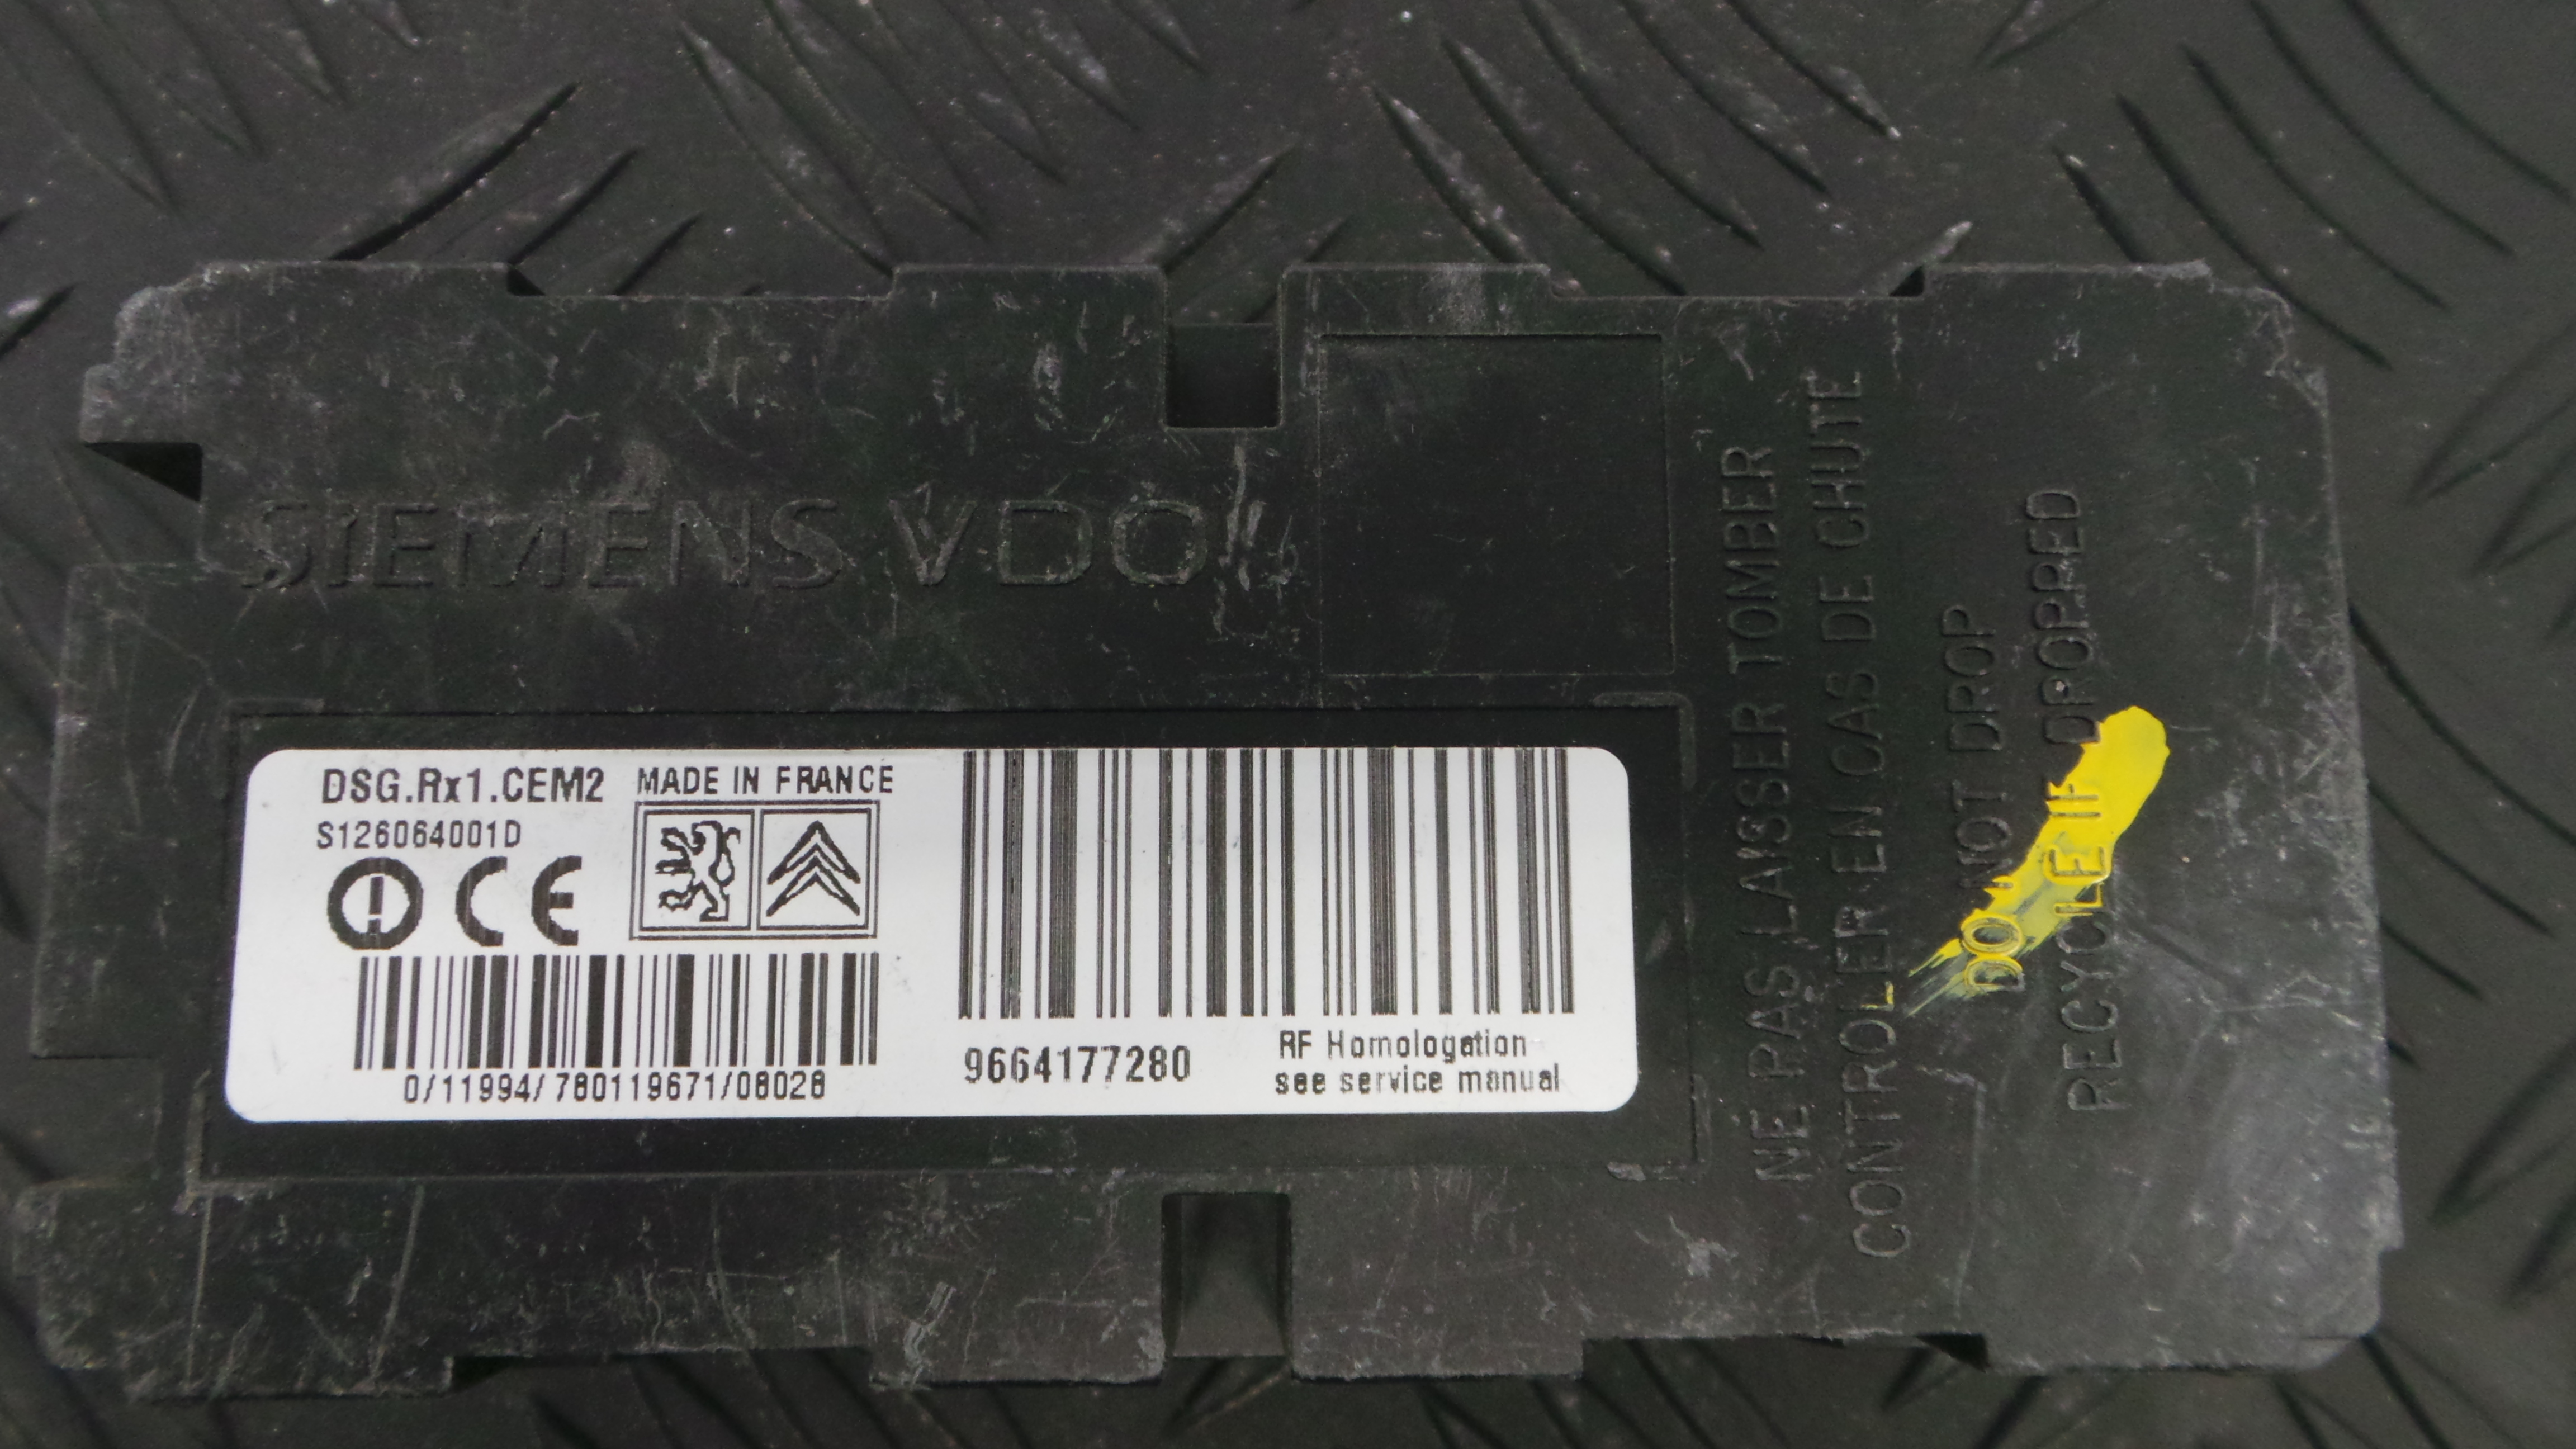 SIEMENS VDO
DSG.Rx1.CEM2
MADE IN FRANCE
S126064001D
CE
0/11994/780119671/08028
9664177280
RF Homologation
see service manual
NE PAS LAISSER TOMBER
CONTROLER EN CAS DE CHUTE
DO NOT DROP
RECYCLE IF DROPPED